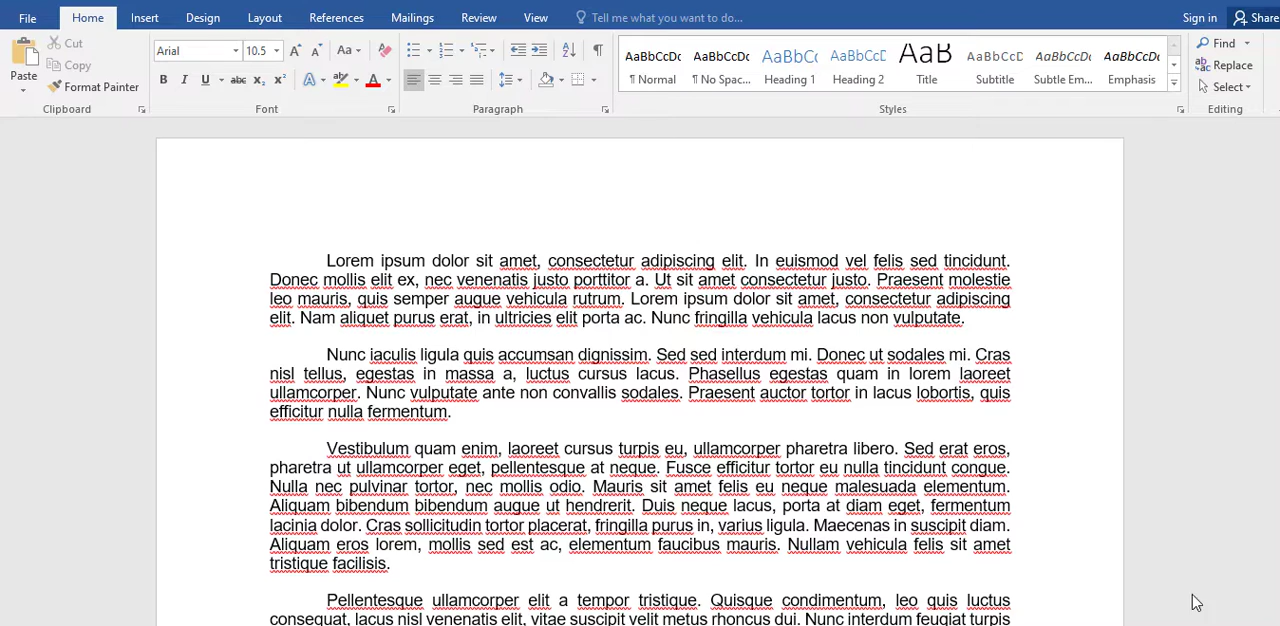 File Home Insert Design Layout References Mailings Review View Tell me what you want to do... Sign in Share
Cut
Copy
Paste
Format Painter
Clipboard
Arial 10.5
Font
Paragraph
AaBbCcDc AaBbCcDc AaBbCc AaBbCcD AaB AaBbCcD AaBbCcDc AaBbCcDc
¶ Normal ¶ No Spac... Heading 1 Heading 2 Title Subtitle Subtle Em... Emphasis
Styles
Find
Replace
Select
Editing
Lorem ipsum dolor sit amet, consectetur adipiscing elit. In euismod vel felis sed tincidunt.
Donec mollis elit ex, nec venenatis justo porttitor a. Ut sit amet consectetur justo. Praesent molestie
leo mauris, quis semper augue vehicula rutrum. Lorem ipsum dolor sit amet, consectetur adipiscing
elit. Nam aliquet purus erat, in ultricies elit porta ac. Nunc fringilla vehicula lacus non vulputate.
Nunc iaculis ligula quis accumsan dignissim. Sed sed interdum mi. Donec ut sodales mi. Cras
nisl tellus, egestas in massa a, luctus cursus lacus. Phasellus egestas quam in lorem laoreet
ullamcorper. Nunc vulputate ante non convallis sodales. Praesent auctor tortor in lacus lobortis, quis
efficitur nulla fermentum.
Vestibulum quam enim, laoreet cursus turpis eu, ullamcorper pharetra libero. Sed erat eros,
pharetra ut ullamcorper eget, pellentesque at neque. Fusce efficitur tortor eu nulla tincidunt congue.
Nulla nec pulvinar tortor, nec mollis odio. Mauris sit amet felis eu neque malesuada elementum.
Aliquam bibendum bibendum augue ut hendrerit. Duis neque lacus, porta at diam eget, fermentum
lacinia dolor. Cras sollicitudin tortor placerat, fringilla purus in, varius ligula. Maecenas in suscipit diam.
Aliquam eros lorem, mollis sed est ac, elementum faucibus mauris. Nullam vehicula felis sit amet
tristique facilisis.
Pellentesque ullamcorper elit a tempor tristique. Quisque condimentum, leo quis luctus
consequat, lacus nisl venenatis elit, vitae suscipit velit metus rhoncus dui. Nunc interdum feugiat turpis